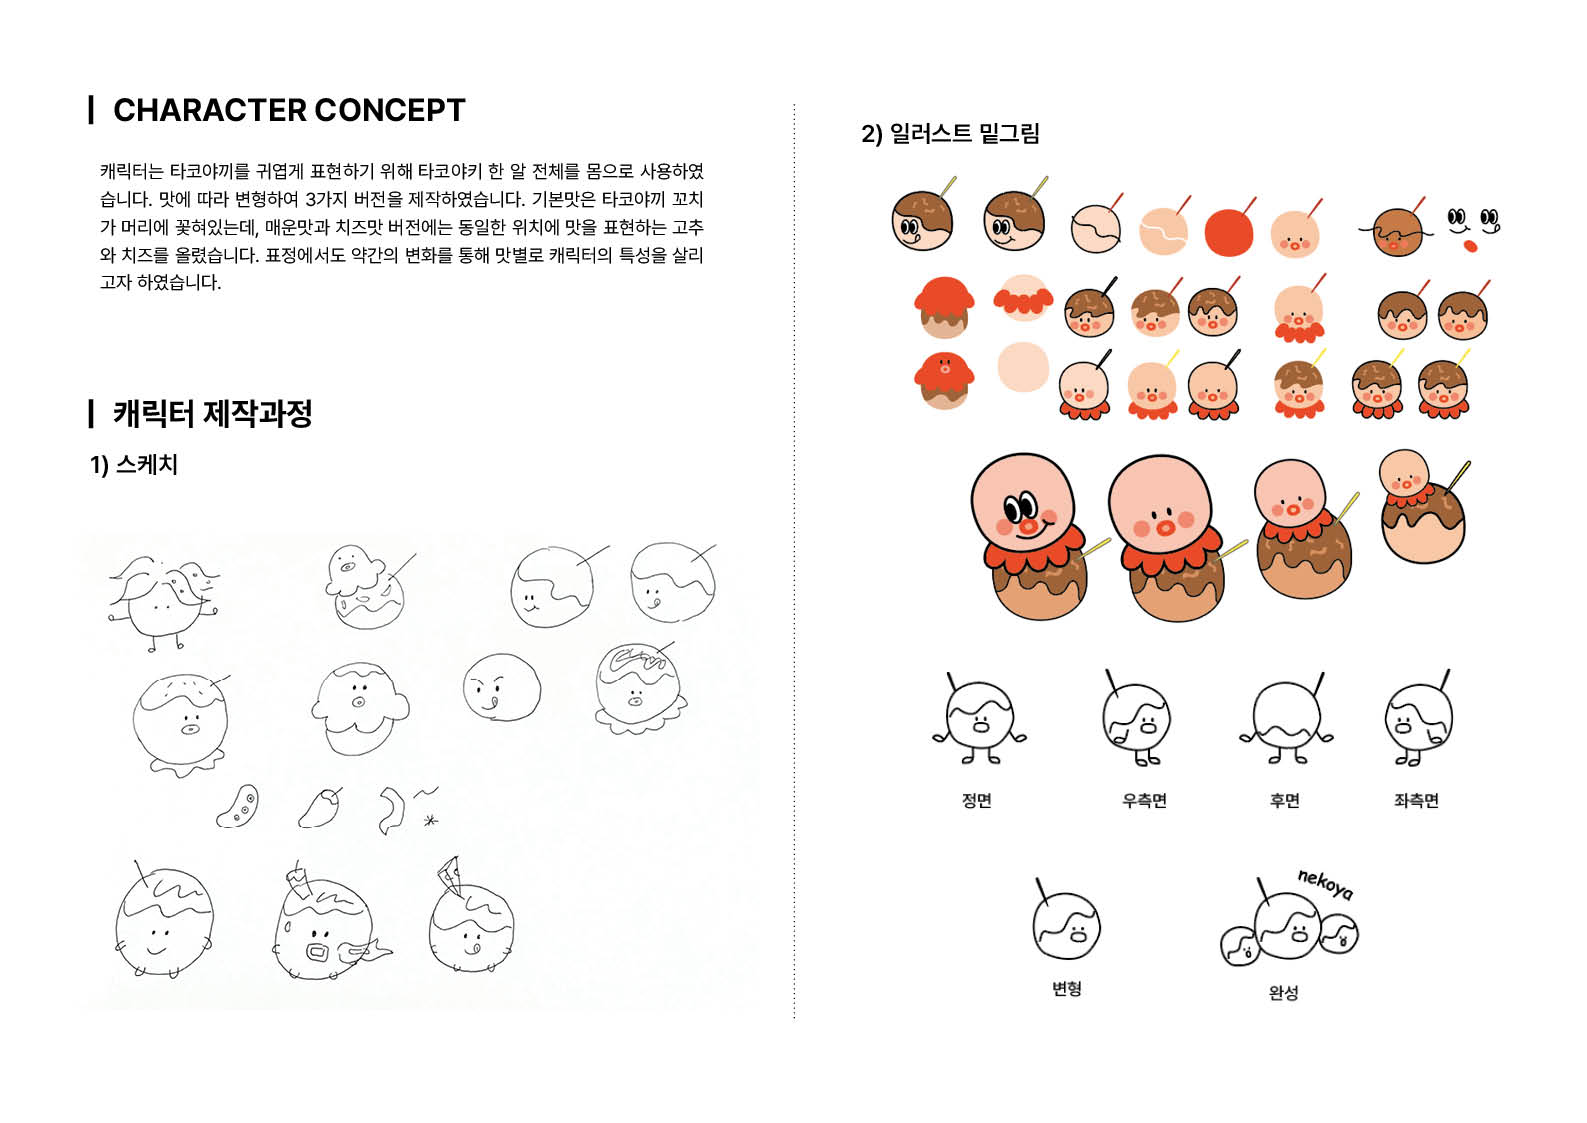 CHARACTER CONCEPT
캐릭터는 타코야끼를 귀엽게 표현하기 위해 타코야키 한 알 전체를 몸으로 사용하였
습니다. 맛에 따라 변형하여 3가지 버전을 제작하였습니다. 기본맛은 타코야끼 꼬치
가 머리에 꽂혀있는데, 매운맛과 치즈맛 버전에는 동일한 위치에 맛을 표현하는 고추
와 치즈를 올렸습니다. 표정에서도 약간의 변화를 통해 맛별로 캐릭터의 특성을 살리
고자 하였습니다.
캐릭터 제작과정
1) 스케치
2) 일러스트 밑그림
정면
우측면
후면
좌측면
변형
nekoya
완성